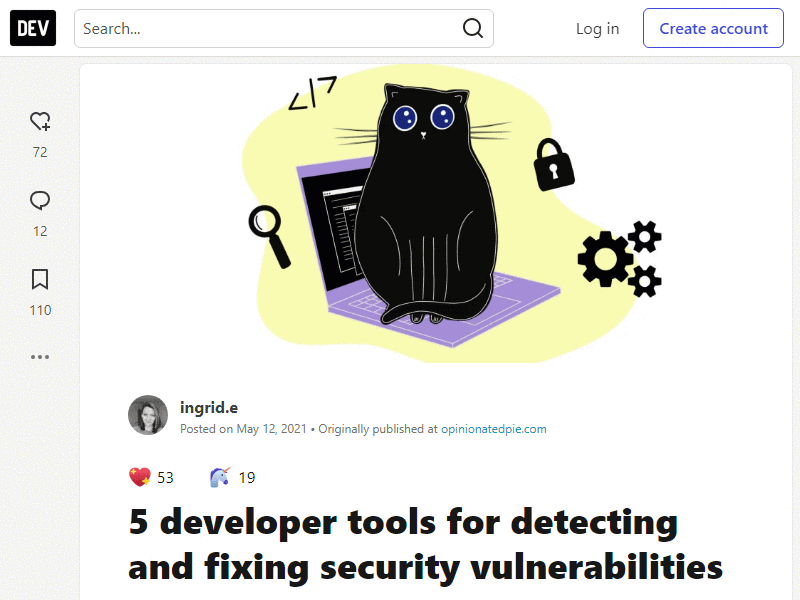 DEV
Search...
Log in
Create account
72
12
110
</>
ingrid.e
Posted on May 12, 2021 • Originally published at opinionatedpie.com
53
19
5 developer tools for detecting
and fixing security vulnerabilities